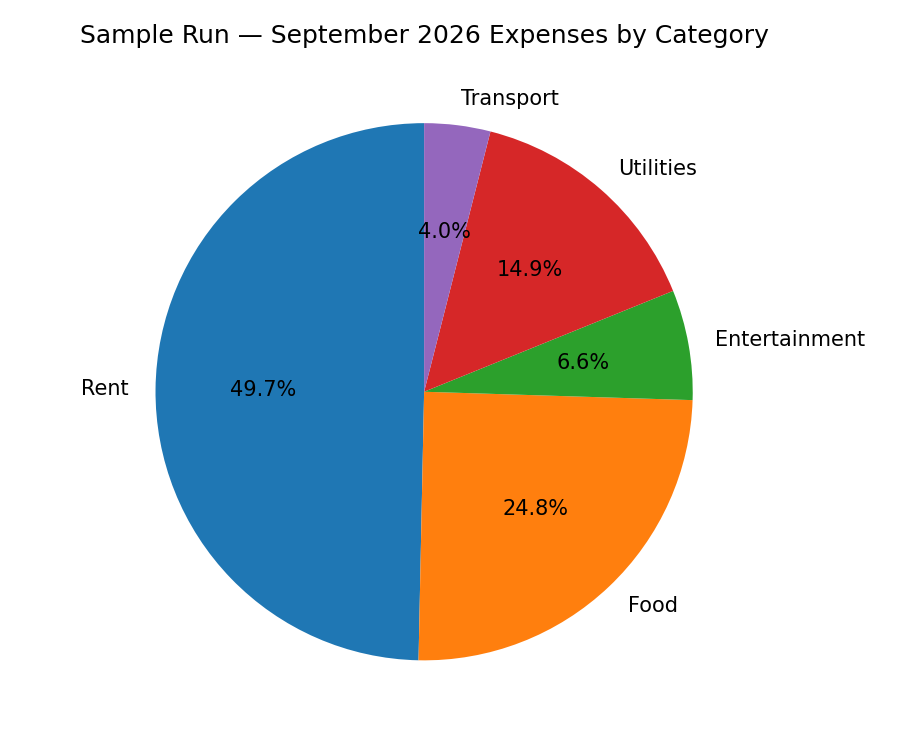 Sample Run — September 2026 Expenses by Category
Transport
Utilities
4.0%
14.9%
Entertainment
6.6%
Rent
49.7%
24.8%
Food